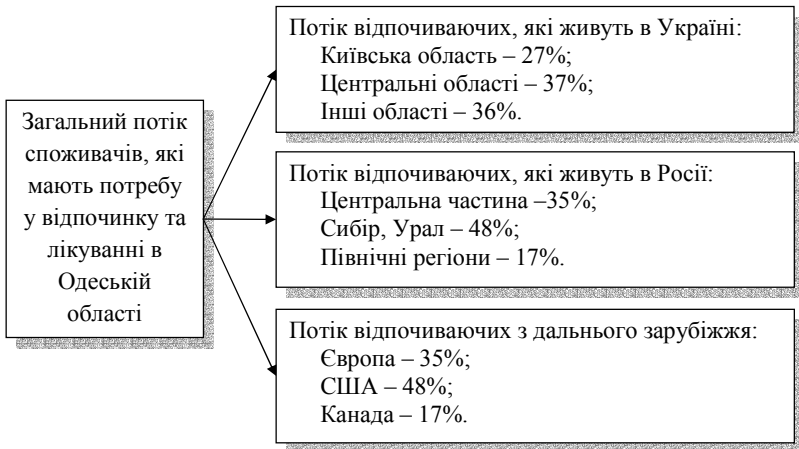 Загальний потік
споживачів, які
мають потребу
у відпочинку та
лікуванні в
Одеській
області
Потік відпочиваючих, які живуть в Україні:
Київська область – 27%;
Центральні області – 37%;
Інші області – 36%.
Потік відпочиваючих, які живуть в Росії:
Центральна частина –35%;
Сибір, Урал – 48%;
Північні регіони – 17%.
Потік відпочиваючих з дальнього зарубіжжя:
Європа – 35%;
США – 48%;
Канада – 17%.